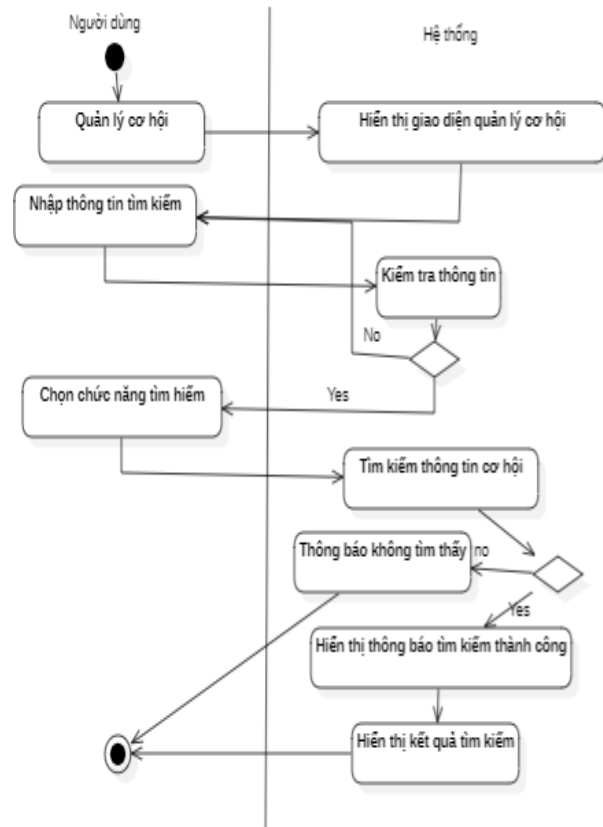 Người dùng
Hệ thống
Quản lý cơ hội
Hiển thị giao diện quản lý cơ hội
Nhập thông tin tìm kiếm
Kiểm tra thông tin
No
Chọn chức năng tìm hiếm
Yes
Tìm kiếm thông tin cơ hội
Thông báo không tìm thấy
no
Yes
Hiển thị thông báo tìm kiếm thành công
Hiển thị kết quả tìm kiếm